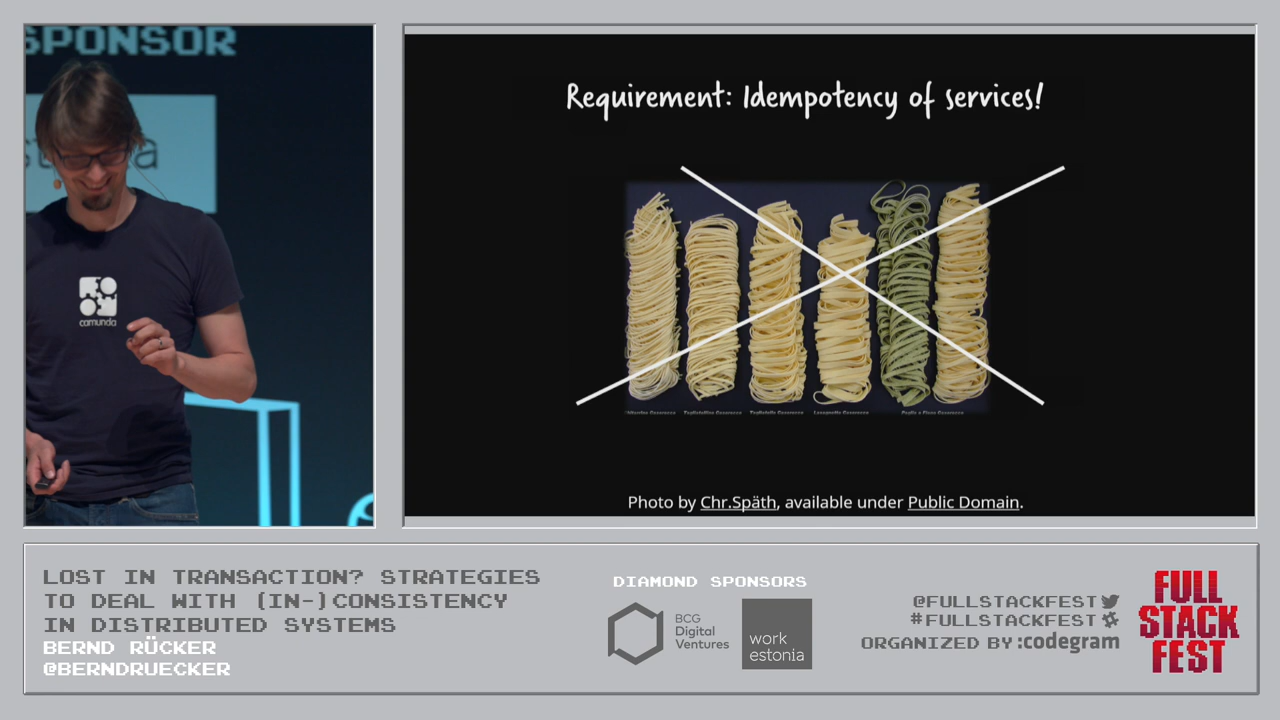 SPONSOR
camunda
Requirement: Idempotency of services!
Photo by Chr.Späth, available under Public Domain.
LOST IN TRANSACTION? STRATEGIES
TO DEAL WITH (IN-)CONSISTENCY
IN DISTRIBUTED SYSTEMS
BERND RÜCKER
@BERNDRUECKER
DIAMOND SPONSORS
BCG
Digital
Ventures
work
estonia
@FULLSTACKFEST
#FULLSTACKFEST
ORGANIZED BY :codegram
FULL
STACK
FEST